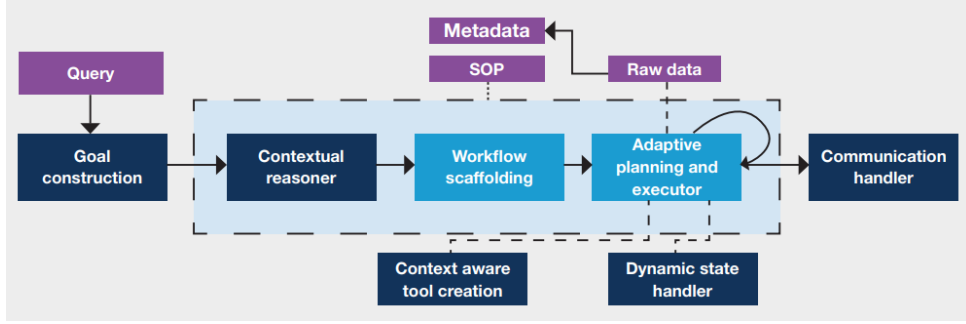 Metadata
Query
SOP
Raw data
Goal
construction
Contextual
reasoner
Workflow
scaffolding
Adaptive
planning and
executor
Communication
handler
Context aware
tool creation
Dynamic state
handler